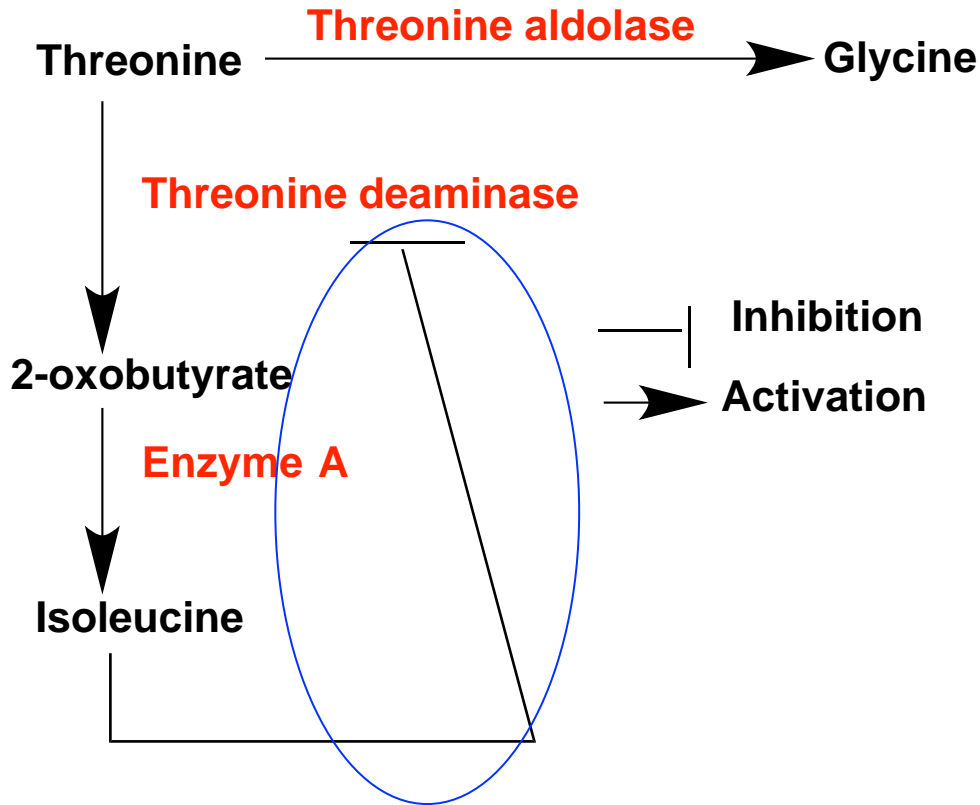 Threonine aldolase
Threonine
Glycine
Threonine deaminase
Inhibition
2-oxobutyrate
Activation
Enzyme A
Isoleucine